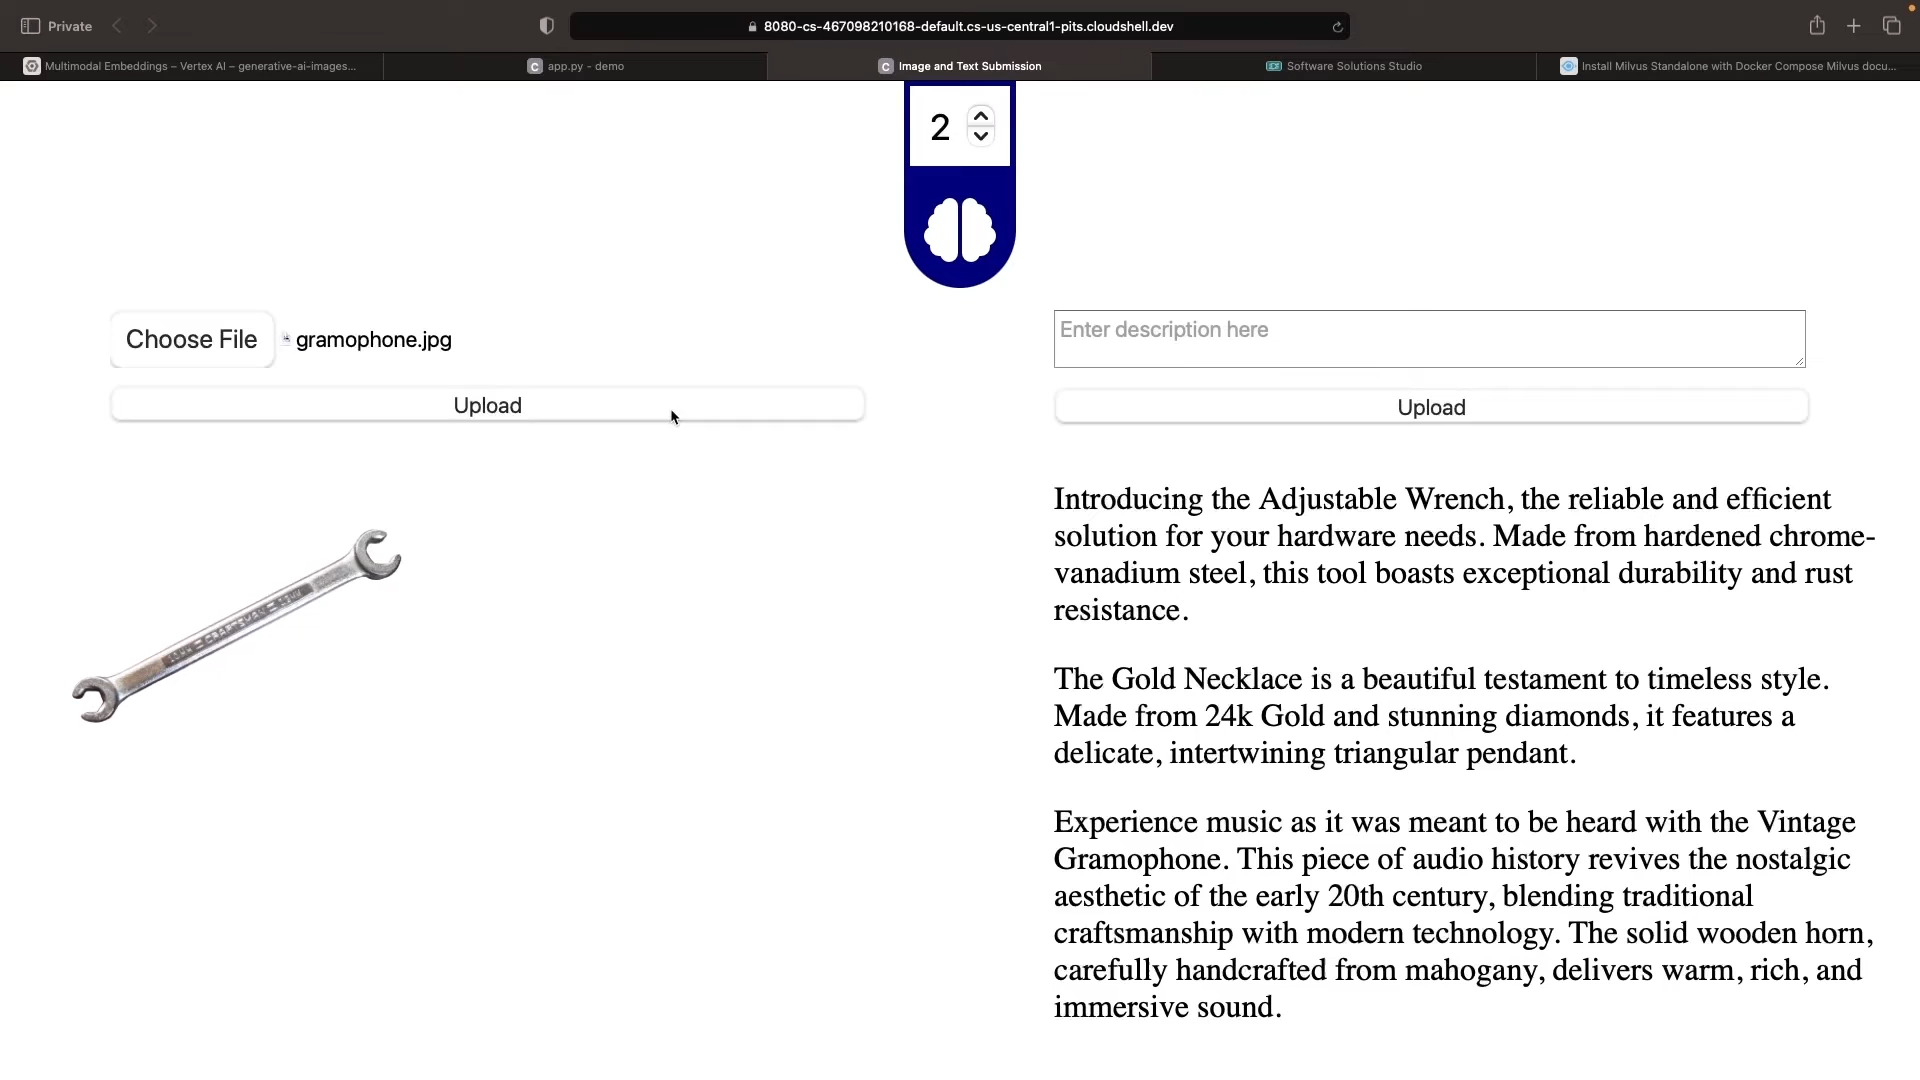 Private
8080-cs-467098210168-default.cs-us-central1-pits.cloudshell.dev
Multimodal Embeddings – Vertex AI – generative-ai-images...
app.py - demo
Image and Text Submission
Software Solutions Studio
Install Milvus Standalone with Docker Compose Milvus docu...
2
Choose File
gramophone.jpg
Enter description here
Upload
Upload
Introducing the Adjustable Wrench, the reliable and efficient
solution for your hardware needs. Made from hardened chrome-
vanadium steel, this tool boasts exceptional durability and rust
resistance.
The Gold Necklace is a beautiful testament to timeless style.
Made from 24k Gold and stunning diamonds, it features a
delicate, intertwining triangular pendant.
Experience music as it was meant to be heard with the Vintage
Gramophone. This piece of audio history revives the nostalgic
aesthetic of the early 20th century, blending traditional
craftsmanship with modern technology. The solid wooden horn,
carefully handcrafted from mahogany, delivers warm, rich, and
immersive sound.